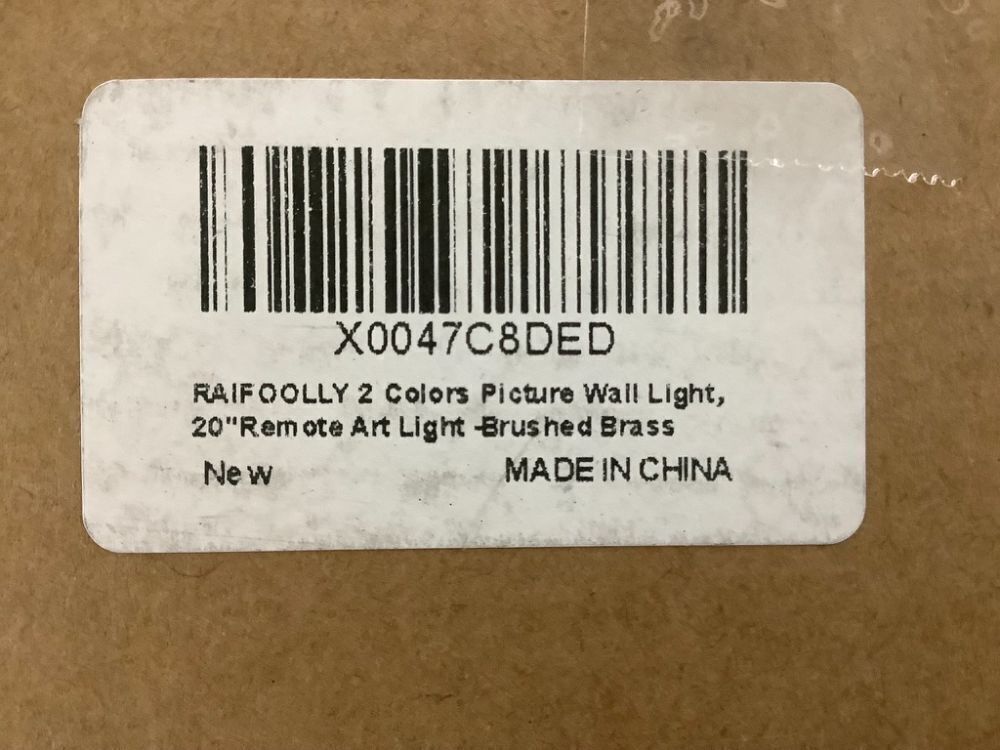 X0047C8DED
RAIFOOLLY 2 Colors Picture Wall Light,
20"Remote Art Light -Brushed Brass
New MADE IN CHINA